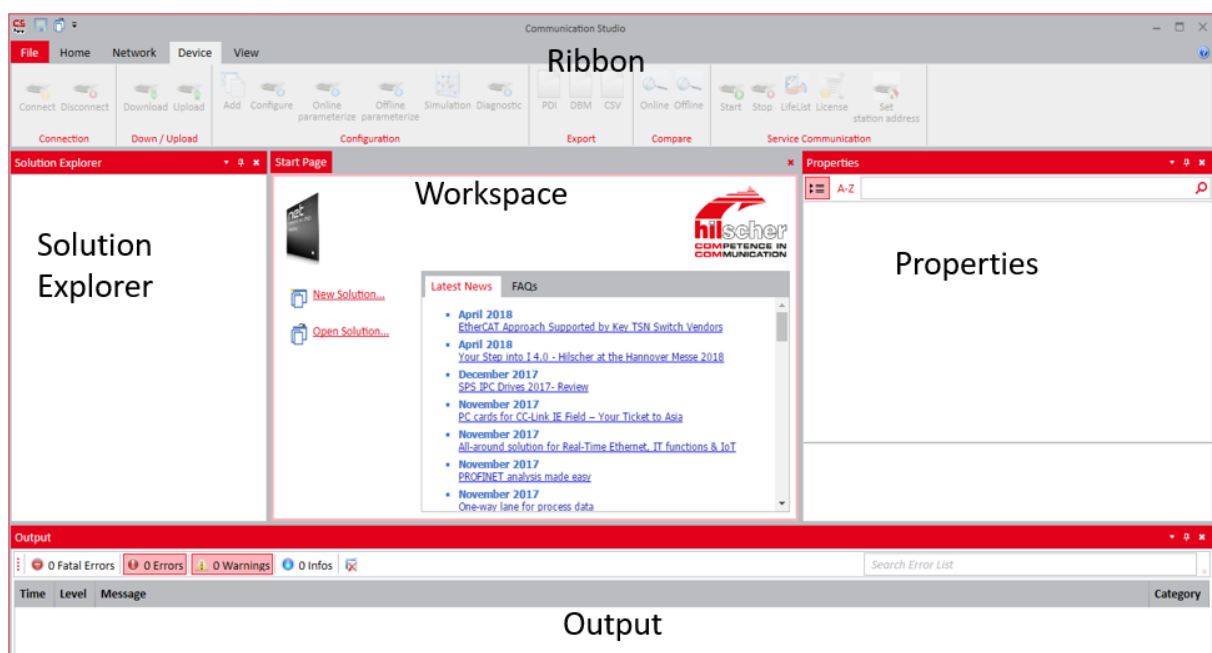 CS
Communication Studio
File Home Network Device View
Ribbon
Connect Disconnect Download Upload Add Configure Online parameterize Offline parameterize Simulation Diagnostic PDI DBM CSV Online Offline Start Stop LifeList License Set station address
Connection Down / Upload Configuration Export Compare Service Communication
Solution Explorer
Start Page
Properties
Workspace
A-Z
net
hilscher
COMPETENCE IN
COMMUNICATION
Solution
Explorer
Properties
New Solution...
Open Solution...
Latest News FAQs
April 2018
EtherCAT Approach Supported by Key TSN Switch Vendors
April 2018
Your Step into I 4.0 - Hilscher at the Hannover Messe 2018
December 2017
SPS IPC Drives 2017- Review
November 2017
PC cards for CC-Link IE Field – Your Ticket to Asia
November 2017
All-around solution for Real-Time Ethernet, IT functions & IoT
November 2017
PROFINET analysis made easy
November 2017
One-way lane for process data
Output
0 Fatal Errors 0 Errors 0 Warnings 0 Infos Search Error List
Time Level Message Category
Output